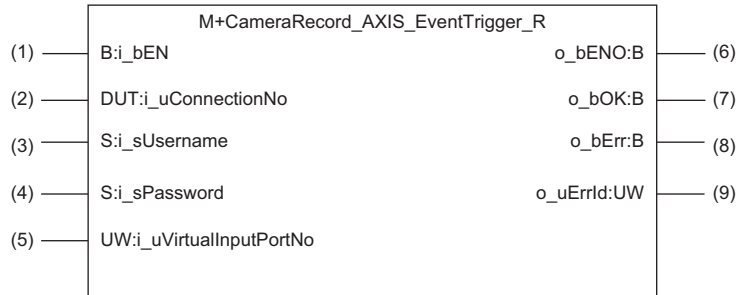 M+CameraRecord_AXIS_EventTrigger_R
(1) B:i_bEN o_bENO:B (6)
(2) DUT:i_uConnectionNo o_bOK:B (7)
(3) S:i_sUsername o_bErr:B (8)
(4) S:i_sPassword o_uErrId:UW (9)
(5) UW:i_uVirtualInputPortNo